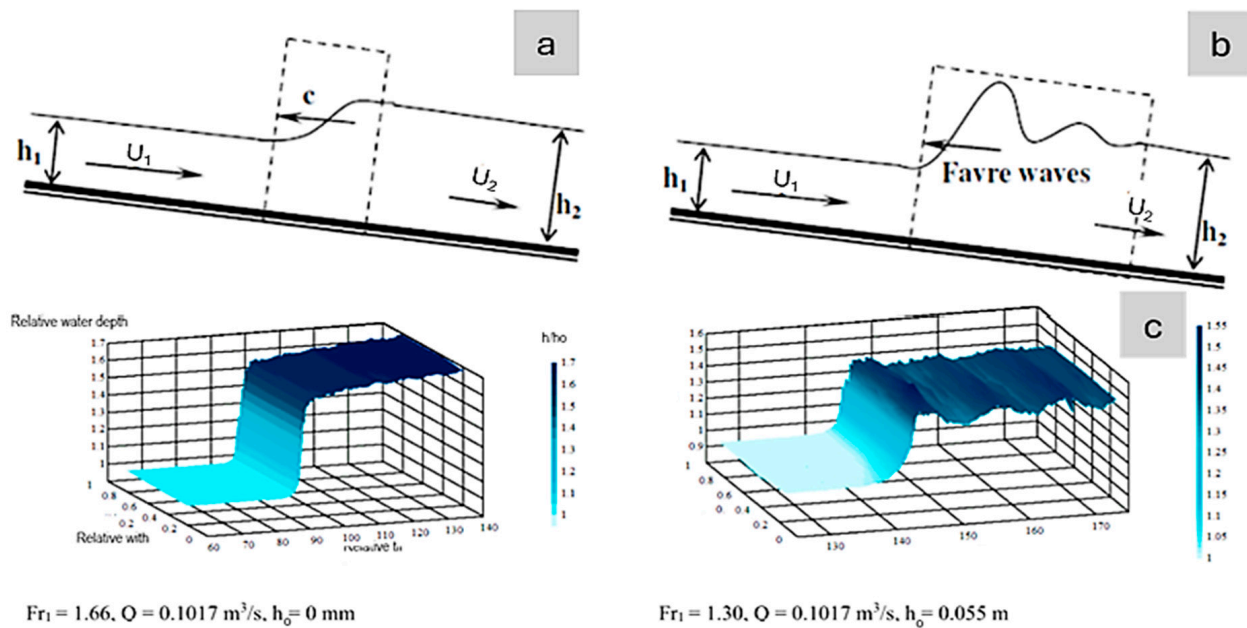 a
c
h₁
U₁
U₂
h₂
b
h₁
U₁
Favre waves
U₂
h₂
Relative water depth
1.7
1.6
1.5
1.4
1.3
1.2
1.1
1
1
0.8
0.2
0.4
0.2
0
Relative with
60 70 80 90 100 110 120 130 140
h/ho
1.7
1.6
1.5
1.4
1.3
1.2
1.1
1
c
1.6
1.5
1.4
1.3
1.2
1.1
1
0.9
1
0.8
0.6
0.4
0.2
0
130 140 150 160 170
1.55
1.5
1.45
1.4
1.35
1.3
1.25
1.2
1.15
1.1
1.05
1
Fr₁ = 1.66, Q = 0.1017 m³/s, hₒ= 0 mm
Fr₁ = 1.30, Q = 0.1017 m³/s, hₒ= 0.055 m